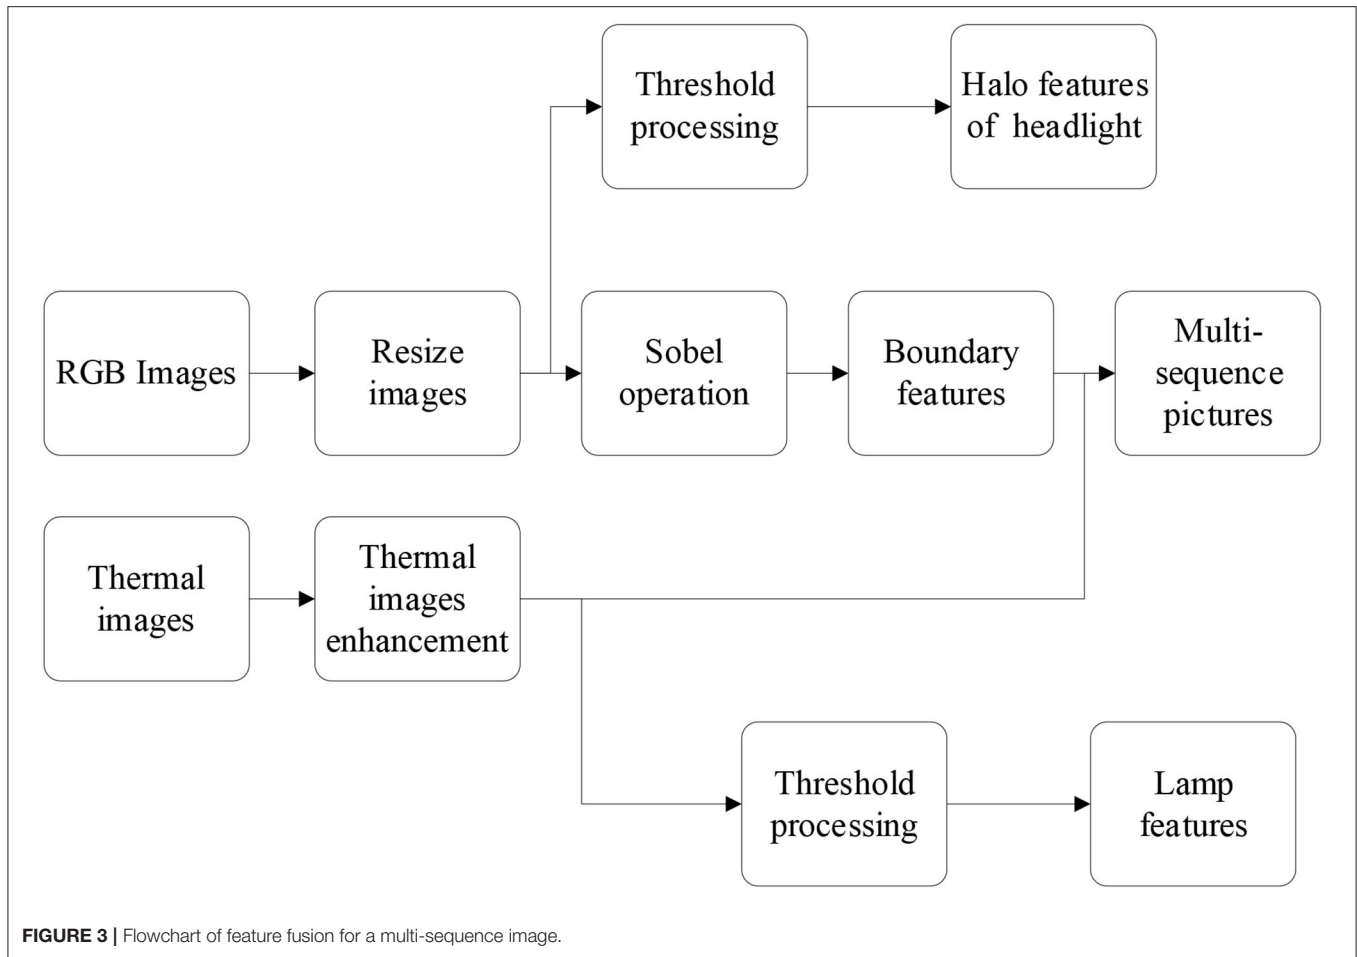 Threshold
processing
Halo features
of headlight
RGB Images
Resize
images
Sobel
operation
Boundary
features
Multi-
sequence
pictures
Thermal
images
Thermal
images
enhancement
Threshold
processing
Lamp
features
FIGURE 3 | Flowchart of feature fusion for a multi-sequence image.